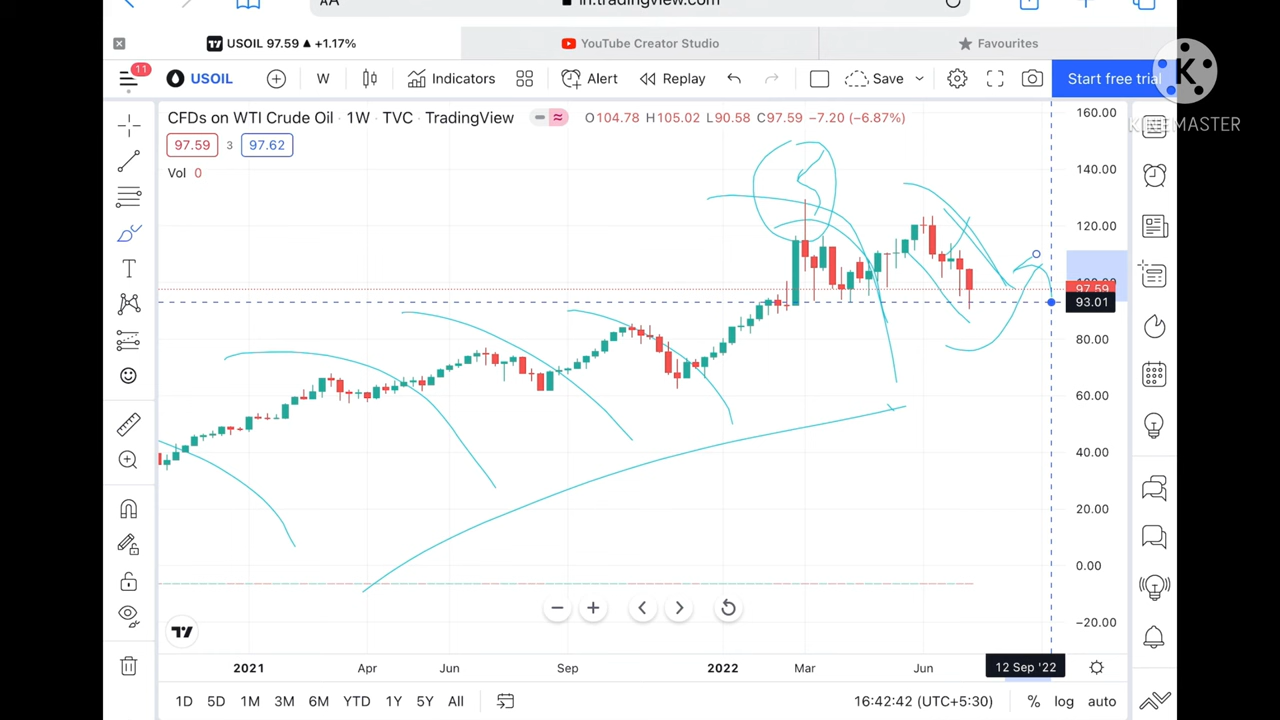 AA
in.tradingview.com
USOIL 97.59 ▲ +1.17%
YouTube Creator Studio
Favourites
11
USOIL
W
Indicators
Alert
Replay
Save
Start free trial
K
KINEMASTER
CFDs on WTI Crude Oil · 1W · TVC · TradingView
O104.78 H105.02 L90.58 C97.59 −7.20 (−6.87%)
97.59 3 97.62
Vol 0
160.00
140.00
120.00
100.00
97.59
93.01
80.00
60.00
40.00
20.00
0.00
−20.00
2021 Apr Jun Sep 2022 Mar Jun 12 Sep '22
1D 5D 1M 3M 6M YTD 1Y 5Y All
16:42:42 (UTC+5:30) % log auto